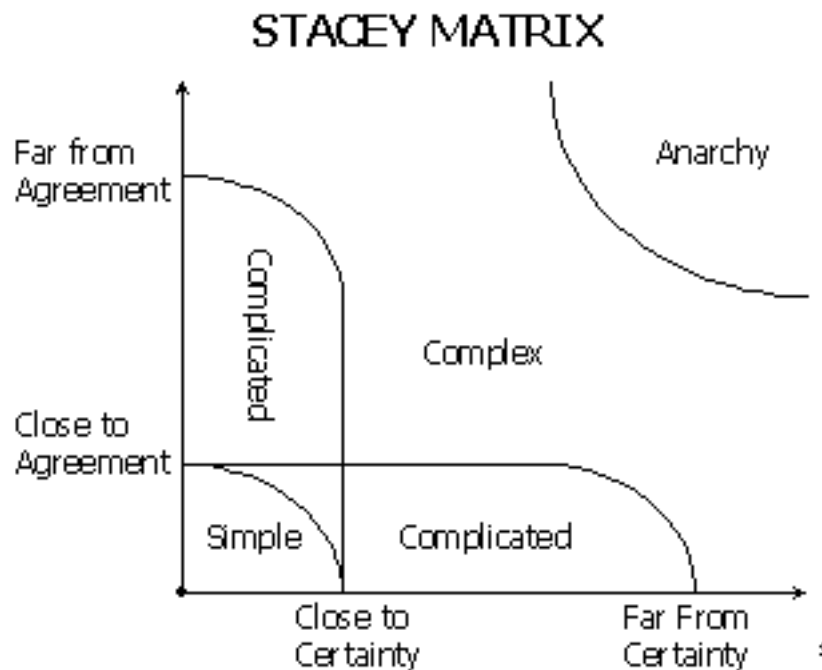 STACEY MATRIX
Far from
Agreement
Anarchy
Complicated
Complex
Close to
Agreement
Simple
Complicated
Close to
Certainty
Far From
Certainty